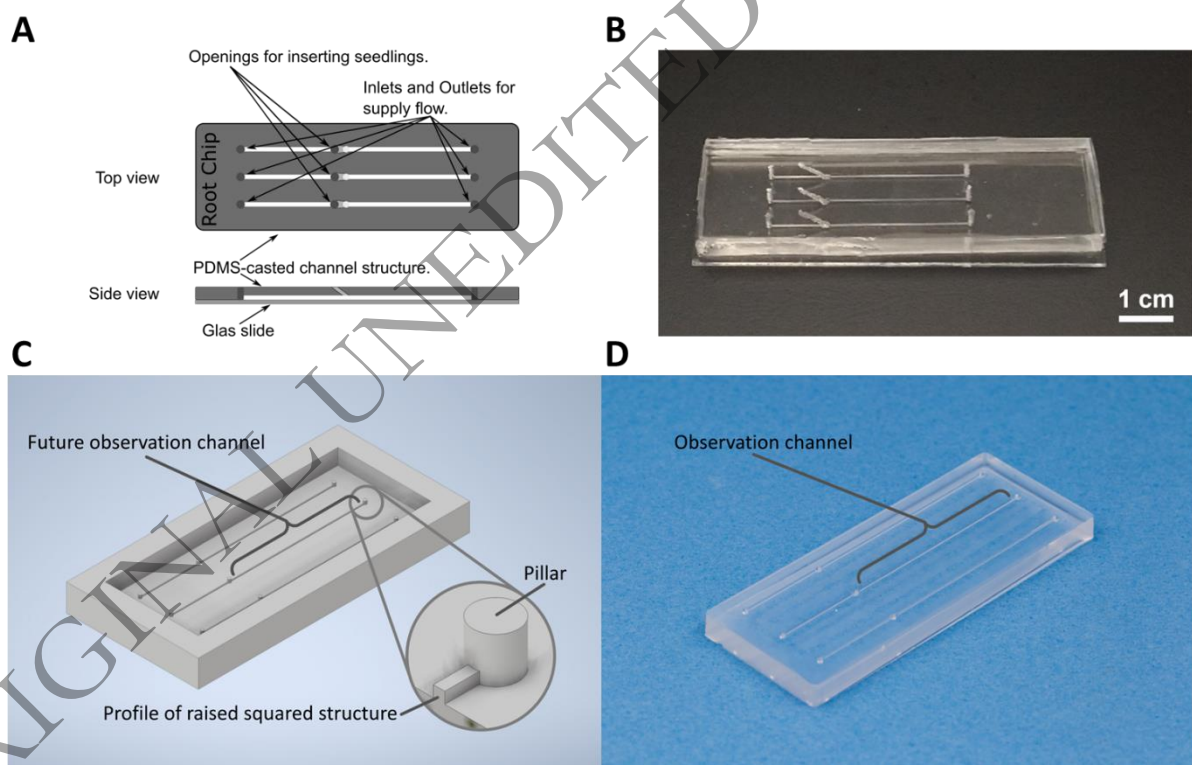 A
Openings for inserting seedlings.
Inlets and Outlets for
supply flow.
Root Chip
Top view
PDMS-casted channel structure.
Side view
Glas slide
B
1 cm
C
Future observation channel
Pillar
Profile of raised squared structure
D
Observation channel
IGINAL UNEDITED